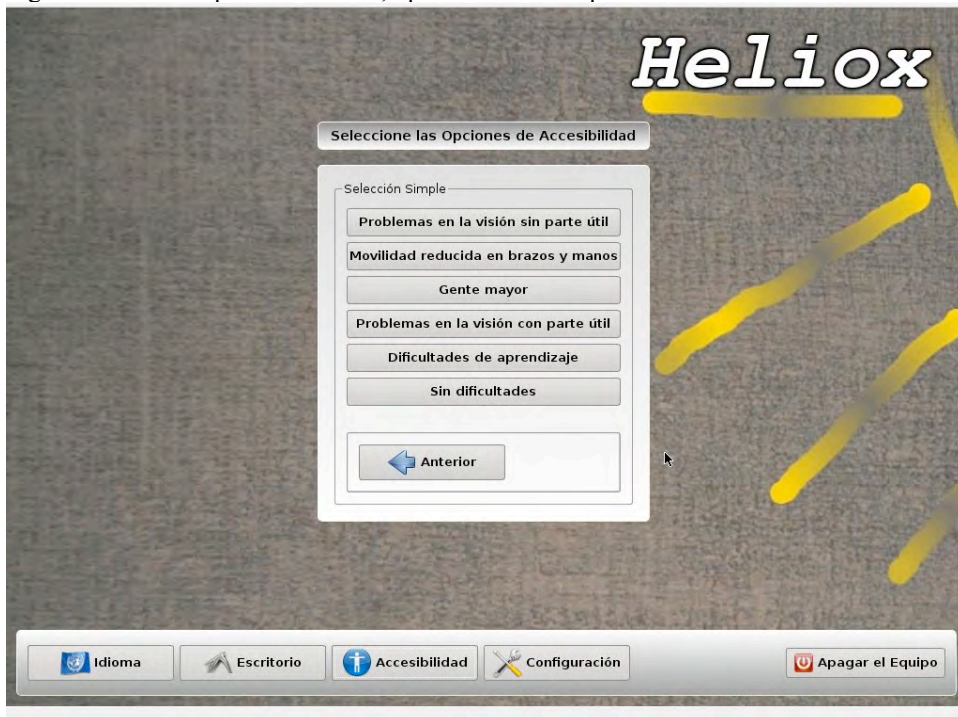 Heliox
Seleccione las Opciones de Accesibilidad
Selección Simple
Problemas en la visión sin parte útil
Movilidad reducida en brazos y manos
Gente mayor
Problemas en la visión con parte útil
Dificultades de aprendizaje
Sin dificultades
Anterior
Idioma Escritorio Accesibilidad Configuración Apagar el Equipo